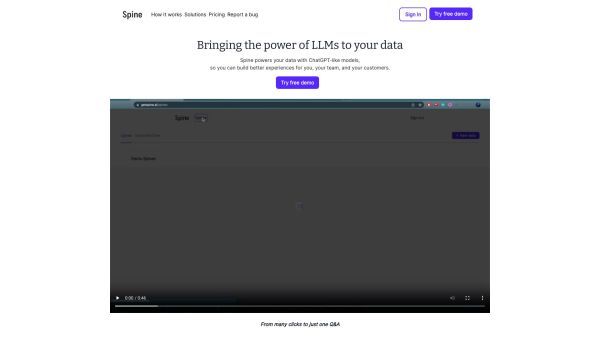 Spine
How it works Solutions Pricing Report a bug
Sign in
Try free demo
Bringing the power of LLMs to your data
Spine powers your data with ChatGPT-like models,
so you can build better experiences for you, your team, and your customers.
Try free demo
Spine
0:00 / 0:46
From many clicks to just one Q&A